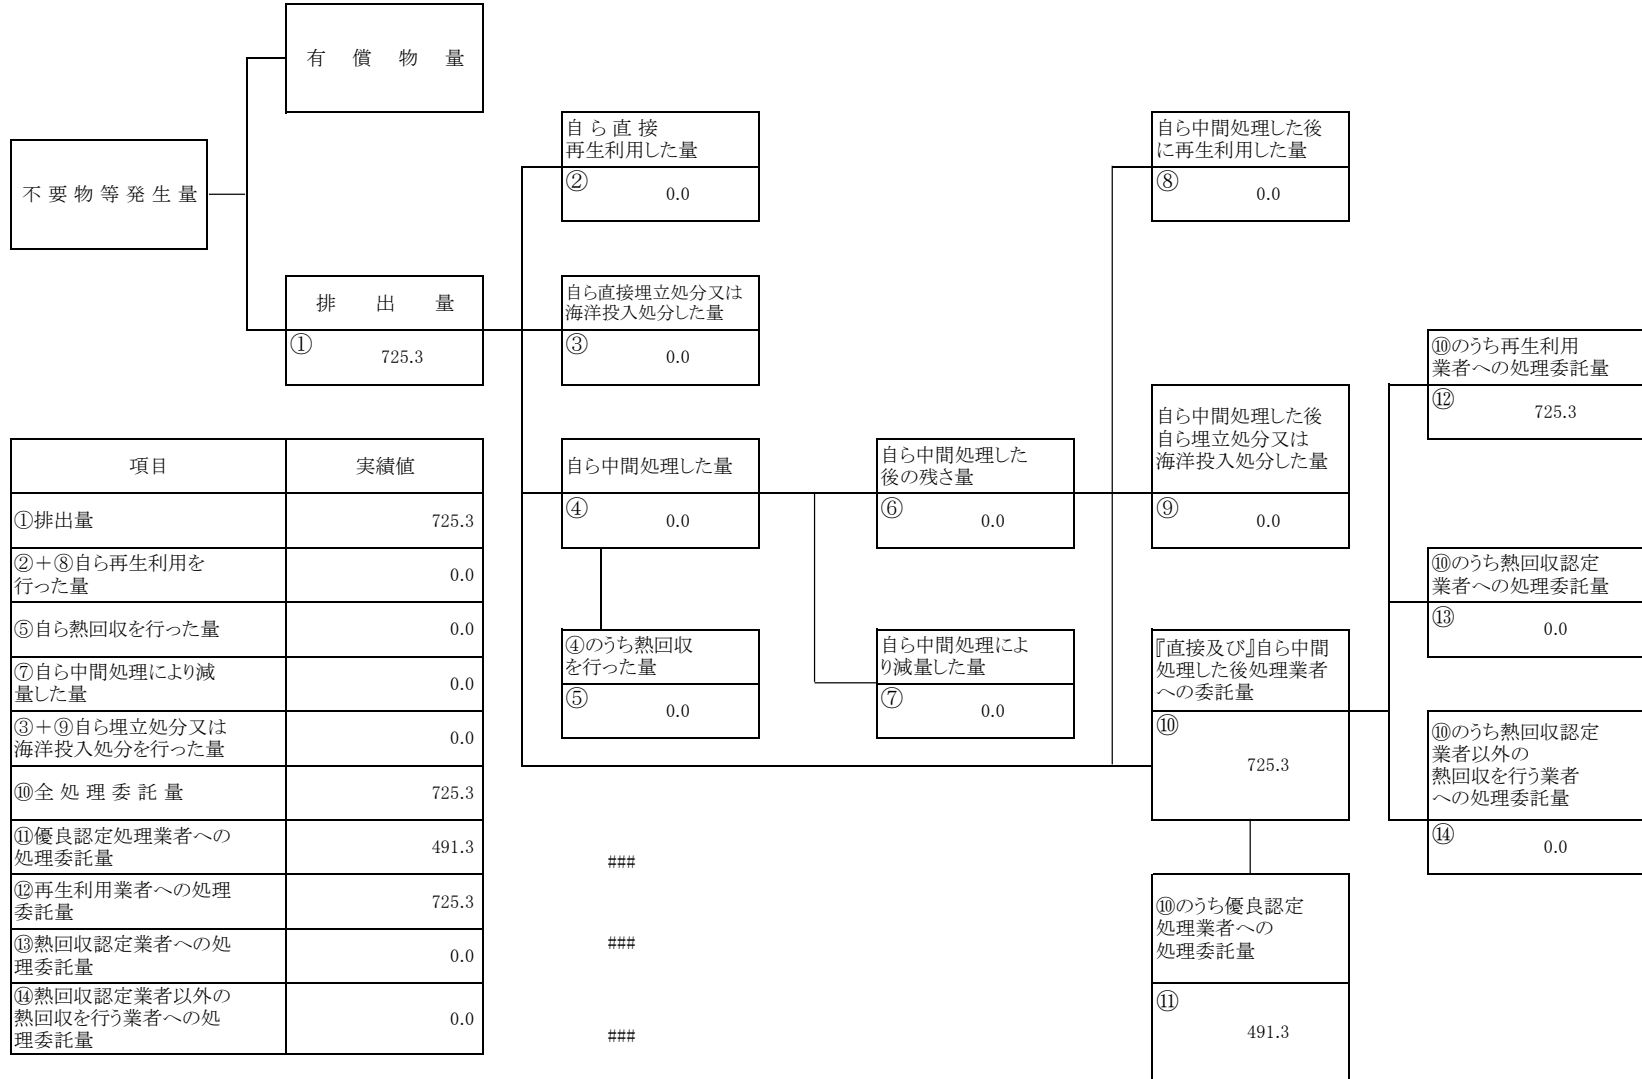 有 償 物 量
不 要 物 等 発 生 量
自 ら 直 接
再生利用した量
②
0.0
自ら中間処理した後
に再生利用した量
⑧
0.0
排 出 量
①
725.3
自ら直接埋立処分又は
海洋投入処分した量
③
0.0
⑩のうち再生利用
業者への処理委託量
⑫
725.3
自ら中間処理した量
④
0.0
自ら中間処理した
後の残さ量
⑥
0.0
自ら中間処理した後
自ら埋立処分又は
海洋投入処分した量
⑨
0.0
⑩のうち熱回収認定
業者への処理委託量
⑬
0.0
④のうち熱回収
を行った量
⑤
0.0
自ら中間処理によ
り減量した量
⑦
0.0
『直接及び』自ら中間
処理した後処理業者
への委託量
⑩
725.3
⑩のうち熱回収認定
業者以外の
熱回収を行う業者
への処理委託量
⑭
0.0
⑩のうち優良認定
処理業者への
処理委託量
⑪
491.3
項目 実績値
①排出量 725.3
②＋⑧自ら再生利用を
行った量 0.0
⑤自ら熱回収を行った量 0.0
⑦自ら中間処理により減
量した量 0.0
③＋⑨自ら埋立処分又は
海洋投入処分を行った量 0.0
⑩全 処 理 委 託 量 725.3
⑪優良認定処理業者への
処理委託量 491.3
⑫再生利用業者への処理
委託量 725.3
⑬熱回収認定業者への処
理委託量 0.0
⑭熱回収認定業者以外の
熱回収を行う業者への処
理委託量 0.0
###
###
###